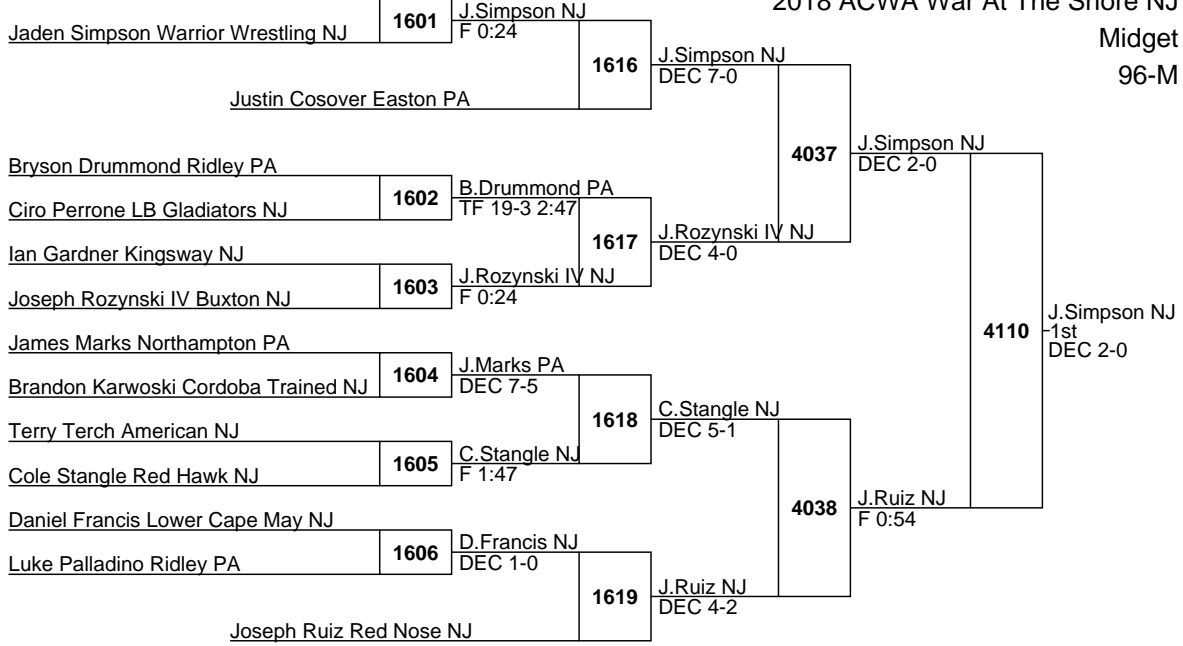 2018 ACWA War At The Shore NJ
Midget
96-M
Jaden Simpson Warrior Wrestling NJ
1601
J.Simpson NJ
F 0:24
Justin Cosover Easton PA
1616
J.Simpson NJ
DEC 7-0
Bryson Drummond Ridley PA
Ciro Perrone LB Gladiators NJ
1602
B.Drummond PA
TF 19-3 2:47
Ian Gardner Kingsway NJ
Joseph Rozynski IV Buxton NJ
1603
J.Rozynski IV NJ
F 0:24
1617
J.Rozynski IV NJ
DEC 4-0
4037
J.Simpson NJ
DEC 2-0
James Marks Northampton PA
Brandon Karwoski Cordoba Trained NJ
1604
J.Marks PA
DEC 7-5
Terry Terch American NJ
Cole Stangle Red Hawk NJ
1605
C.Stangle NJ
F 1:47
1618
C.Stangle NJ
DEC 5-1
Daniel Francis Lower Cape May NJ
Luke Palladino Ridley PA
1606
D.Francis NJ
DEC 1-0
Joseph Ruiz Red Nose NJ
1619
J.Ruiz NJ
DEC 4-2
4038
J.Ruiz NJ
F 0:54
4110
J.Simpson NJ
1st
DEC 2-0